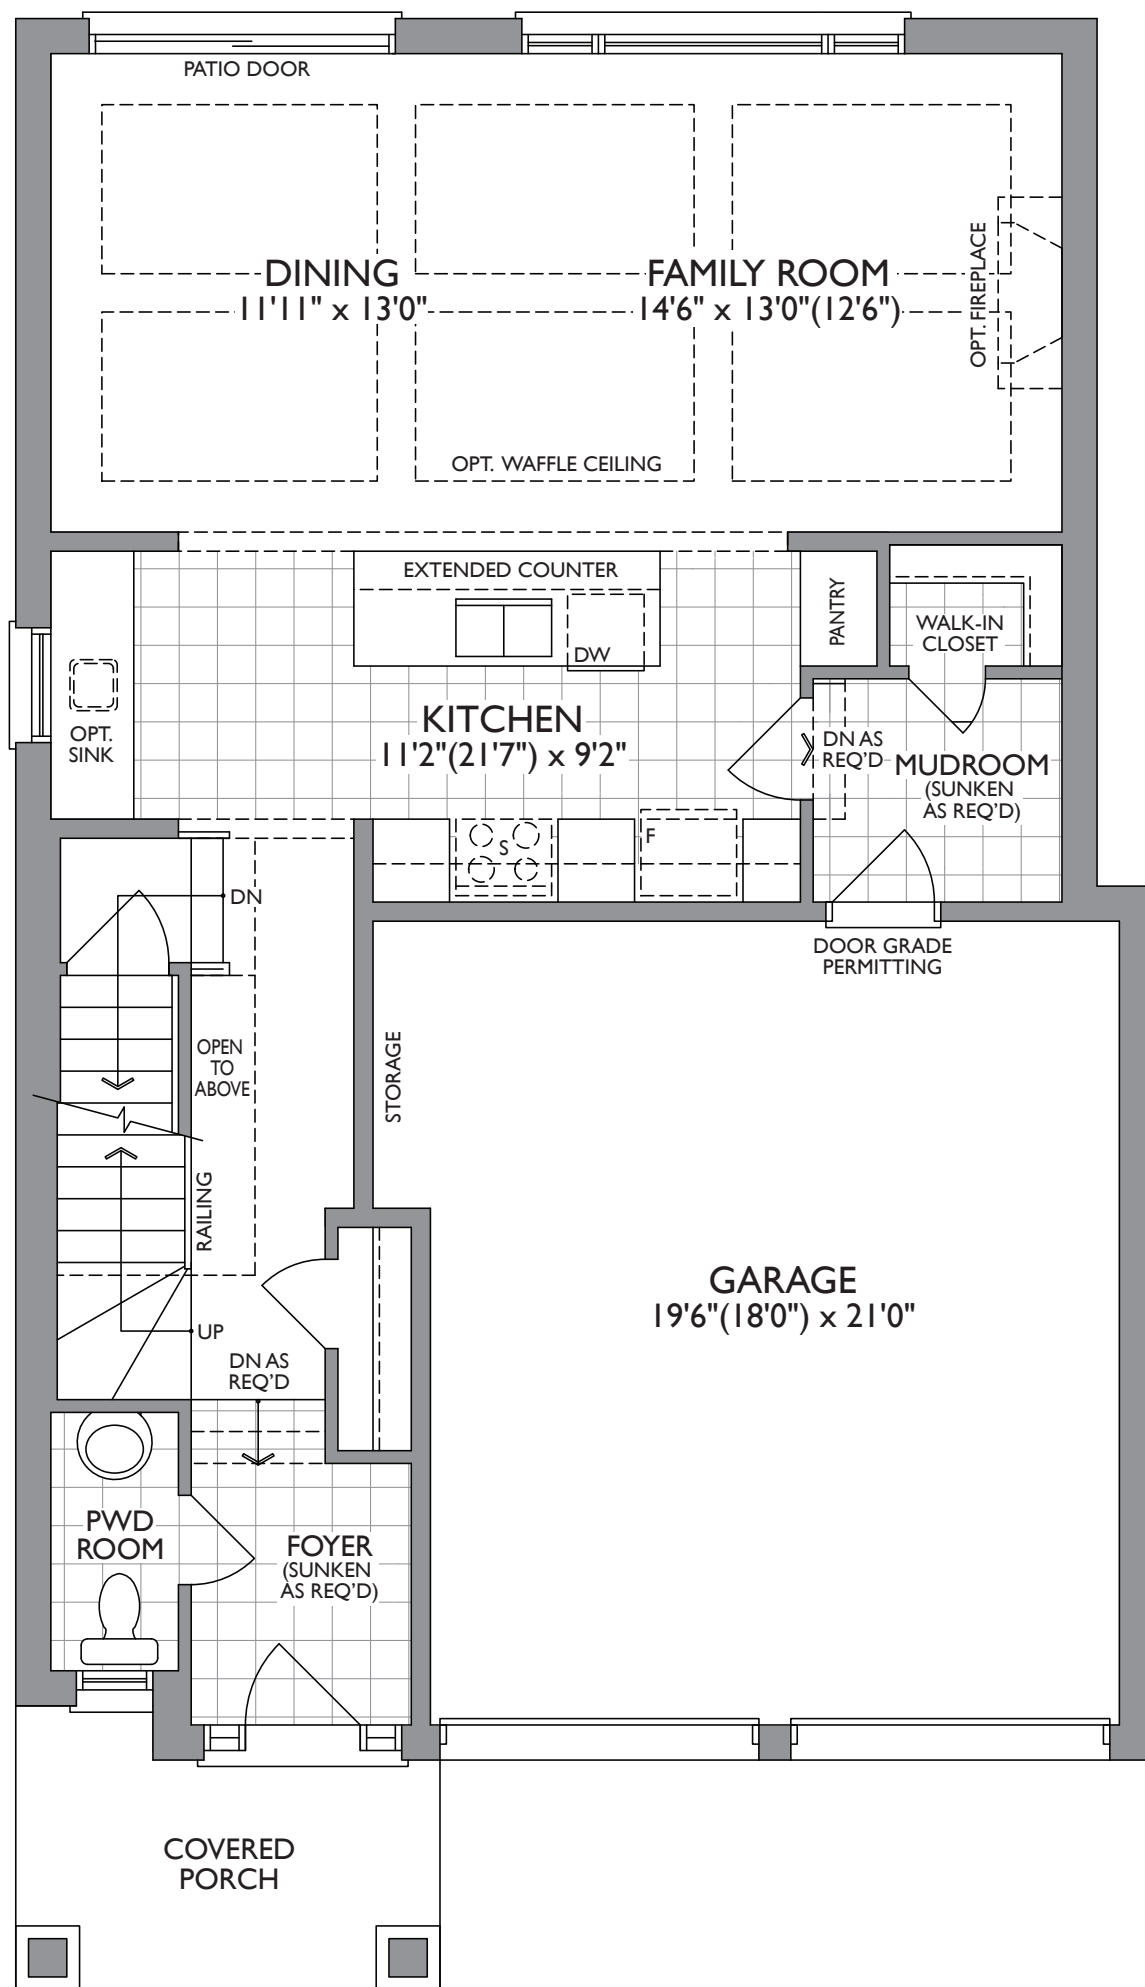 PATIO DOOR
DINING
11'11" x 13'0"
FAMILY ROOM
14'6" x 13'0"(12'6")
OPT. FIREPLACE
OPT. WAFFLE CEILING
EXTENDED COUNTER
DW
PANTRY
WALK-IN
CLOSET
OPT.
SINK
KITCHEN
11'2"(21'7") x 9'2"
DN AS
REQ'D
MUDROOM
(SUNKEN
AS REQ'D)
S
F
DN
DOOR GRADE
PERMITTING
OPEN
TO
ABOVE
STORAGE
RAILING
GARAGE
19'6"(18'0") x 21'0"
UP
DN AS
REQ'D
PWD
ROOM
FOYER
(SUNKEN
AS REQ'D)
COVERED
PORCH